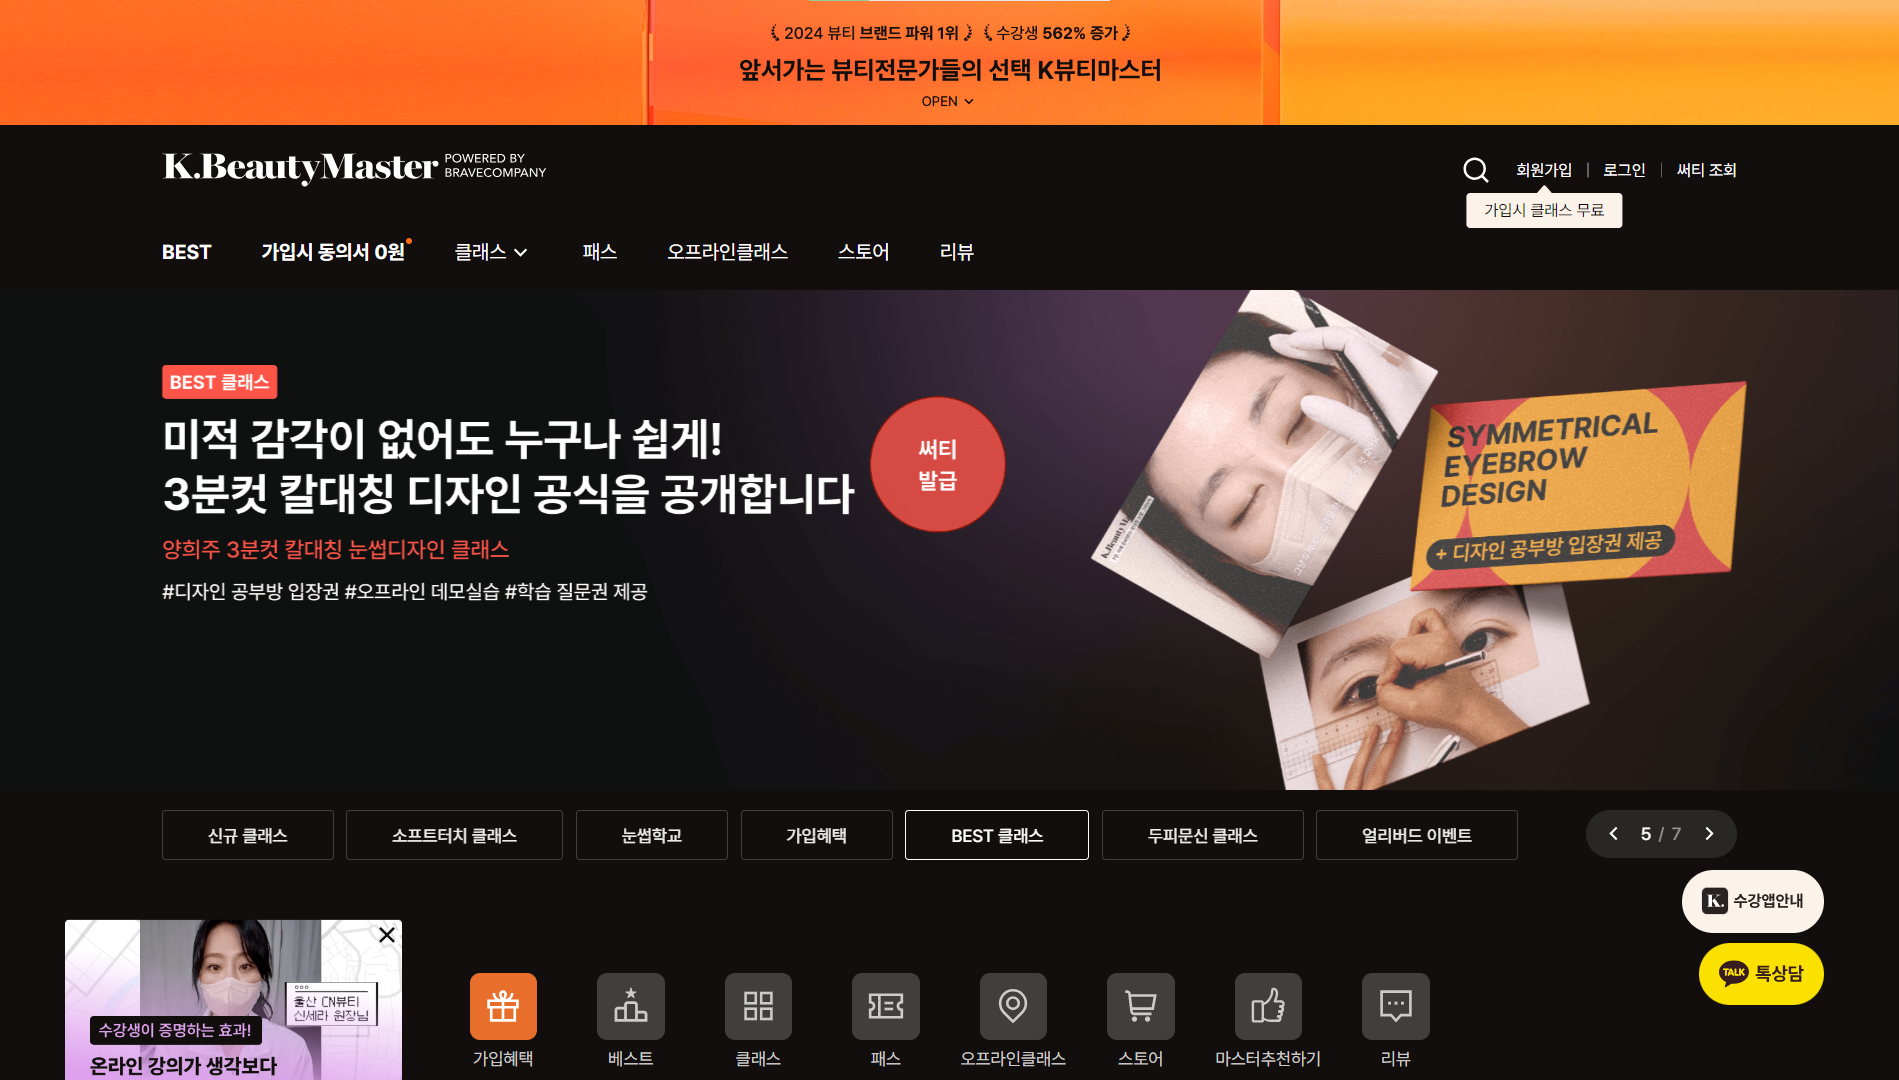 2024 뷰티 브랜드 파워 1위 수강생 562% 증가
앞서가는 뷰티전문가들의 선택 K뷰티마스터
OPEN
K.BeautyMaster POWERED BY BRAVECOMPANY
회원가입 | 로그인 | 써티 조회
가입시 클래스 무료
BEST 가입시 동의서 0원 클래스 패스 오프라인클래스 스토어 리뷰
BEST 클래스
미적 감각이 없어도 누구나 쉽게!
3분컷 칼대칭 디자인 공식을 공개합니다
양희주 3분컷 칼대칭 눈썹디자인 클래스
#디자인 공부방 입장권 #오프라인 데모실습 #학습 질문권 제공
써티
발급
SYMMETRICAL
EYEBROW
DESIGN
+ 디자인 공부방 입장권 제공
신규 클래스 소프트터치 클래스 눈썹학교 가입혜택 BEST 클래스 두피문신 클래스 얼리버드 이벤트
5 / 7
K. 수강앱안내
TALK 톡상담
울산 CN뷰티
신세라 원장님
수강생이 증명하는 효과!
온라인 강의가 생각보다
가입혜택 베스트 클래스 패스 오프라인클래스 스토어 마스터추천하기 리뷰